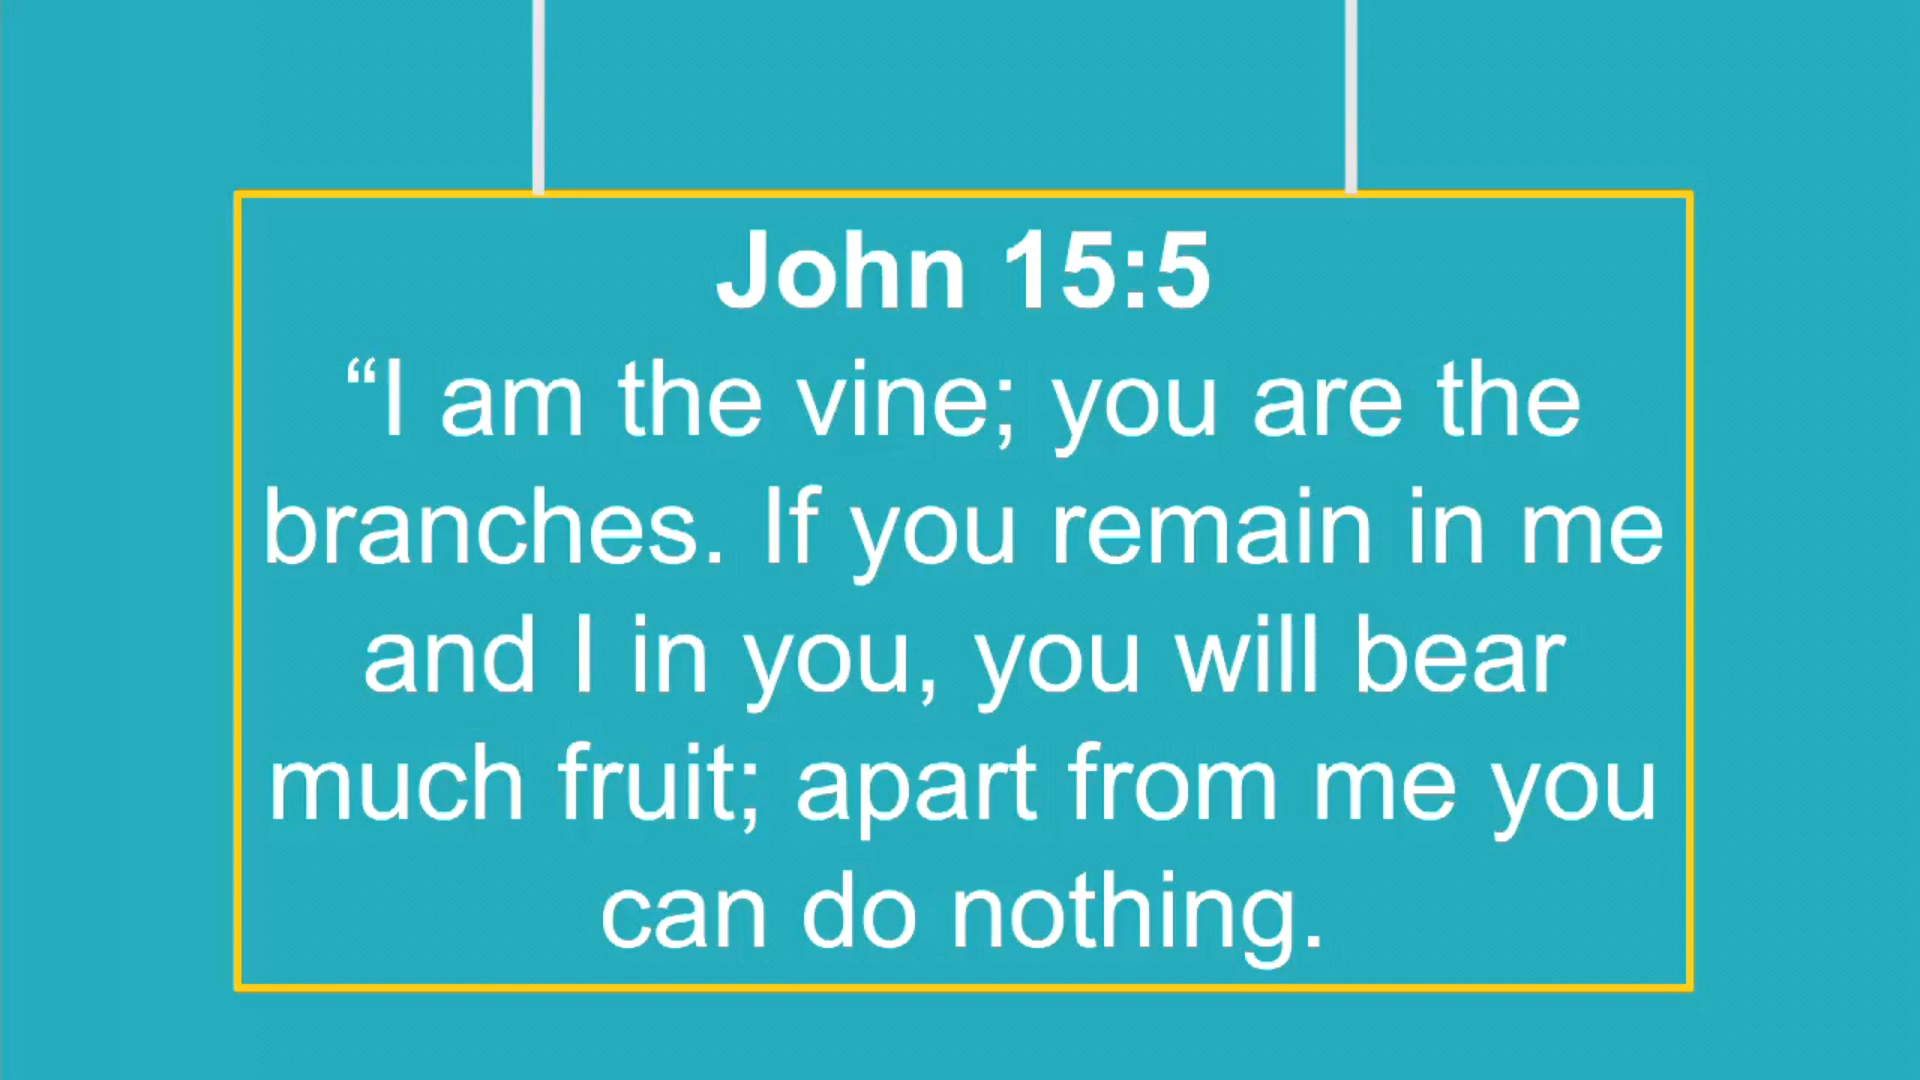 John 15:5
“I am the vine; you are the
branches. If you remain in me
and I in you, you will bear
much fruit; apart from me you
can do nothing.